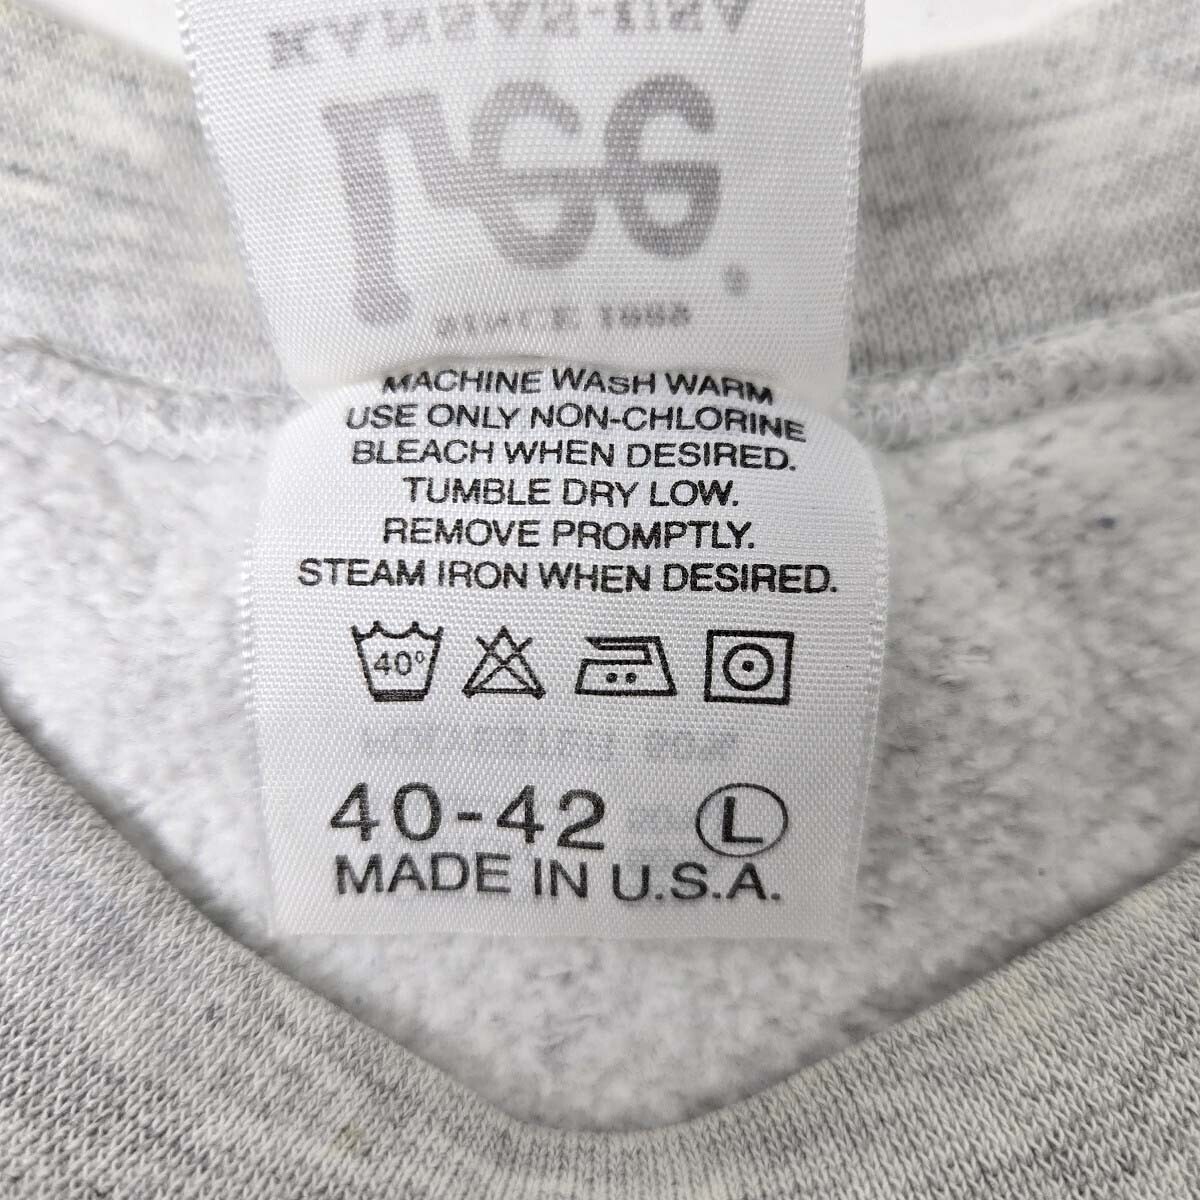 MACHINE WASH WARM
USE ONLY NON-CHLORINE
BLEACH WHEN DESIRED.
TUMBLE DRY LOW.
REMOVE PROMPTLY.
STEAM IRON WHEN DESIRED.
40°
40-42 L
MADE IN U.S.A.